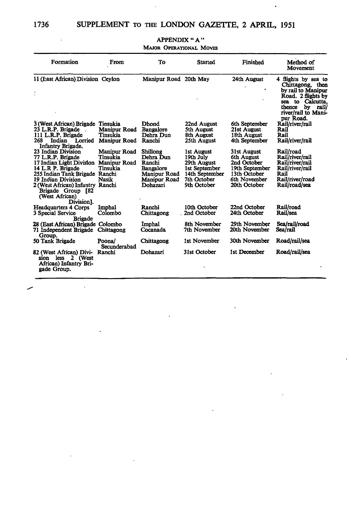 1736 SUPPLEMENT TO THE LONDON GAZETTE, 2 APRIL, 1951
APPENDIX "A"
MAJOR OPERATIONAL MOVES
Formation From To Started Finished Method of
Movement
11 (East African) Division Ceylon Manipur Road 20th May 24th August 4 flights by sea to
Chittagong, then
by rail to Manipur
Road. 2 flights by
sea to Calcutta,
thence by rail/
river/rail to Mani-
pur Road.
3 (West African) Brigade Tinsukia Dhond 22nd August 6th September Rail/river/rail
23 L.R.P. Brigade Manipur Road Bangalore 5th August 21st August Rail
111 L.R.P. Brigade Tinsukia Dehra Dun 8th August 18th August Rail
268 Indian Lorried Manipur Road Ranchi 25th August 4th September Rail/river/rail
Infantry Brigade.
23 Indian Division Manipur Road Shillong 1st August 31st August Rail/road
77 L.R.P. Brigade Tinsukia Dehra Dun 19th July 6th August Rail/river/rail
17 Indian Light Division Manipur Road Ranchi 29th August 2nd October Rail/river/rail
14 L.R.P. Brigade Tinsukia Bangalore 1st September 19th September Rail/river/rail
255 Indian Tank Brigade Ranchi Manipur Road 14th September 13th October Rail
19 Indian Division Nasik Manipur Road 7th October 6th November Rail/river/road
2 (West African) Infantry Ranchi Dohazari 9th October 20th October Rail/road/sea
Brigade Group [82
(West African)
Division].
Headquarters 4 Corps Imphal Ranchi 10th October 22nd October Rail/road
3 Special Service Colombo Chittagong 2nd October 24th October Rail/sea
Brigade
28 (East African) Brigade Colombo Imphal 8th November 29th November Sea/rail/road
71 Independent Brigade Chittagong Cocanada 7th November 20th November Sea/rail
Group.
50 Tank Brigade Poona/ Chittagong 1st November 30th November Road/rail/sea
Secunderabad
82 (West African) Divi- Ranchi Dohazari 31st October 1st December Road/rail/sea
sion less 2 (West
African) Infantry Bri-
gade Group.